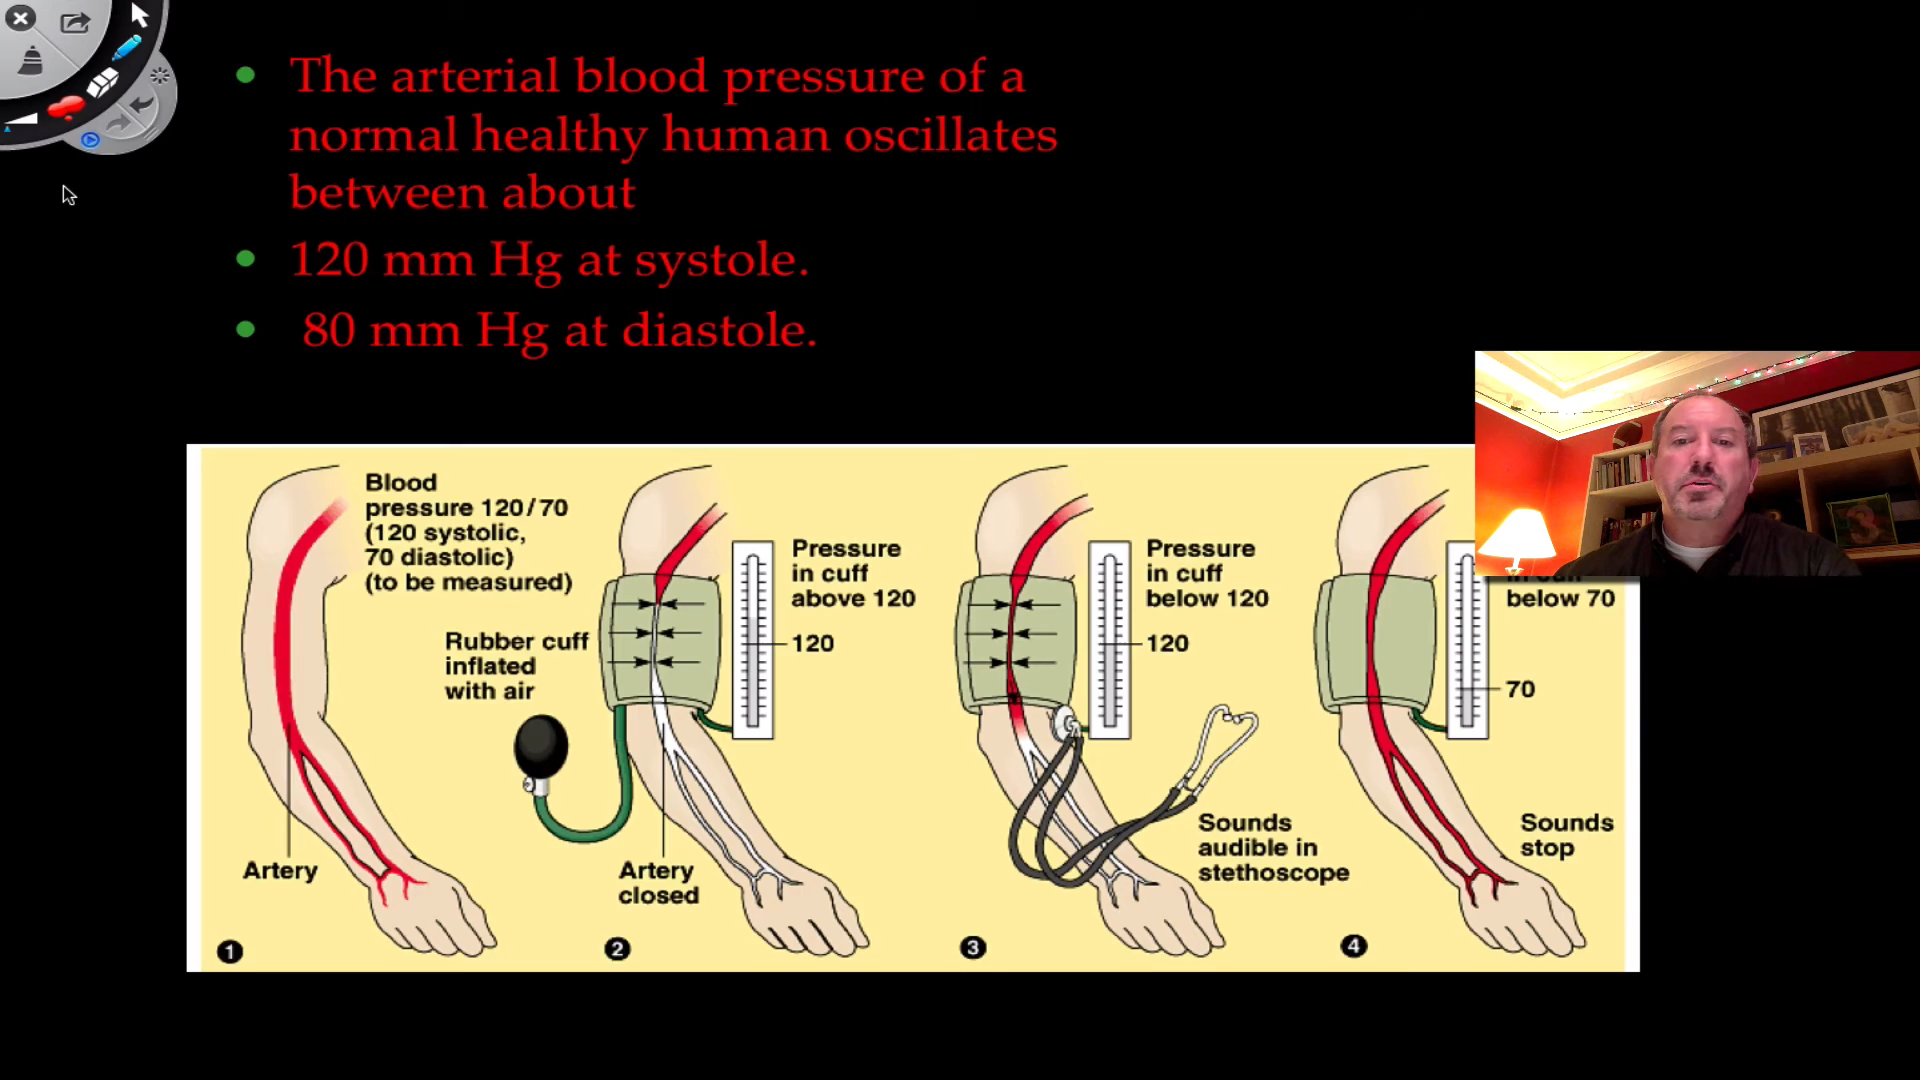 The arterial blood pressure of a
normal healthy human oscillates
between about
120 mm Hg at systole.
80 mm Hg at diastole.
Blood
pressure 120/70
(120 systolic,
70 diastolic)
(to be measured)
Rubber cuff
inflated
with air
Artery
1
Pressure
in cuff
above 120
120
Artery
closed
2
Pressure
in cuff
below 120
120
Sounds
audible in
stethoscope
3
below 70
70
Sounds
stop
4